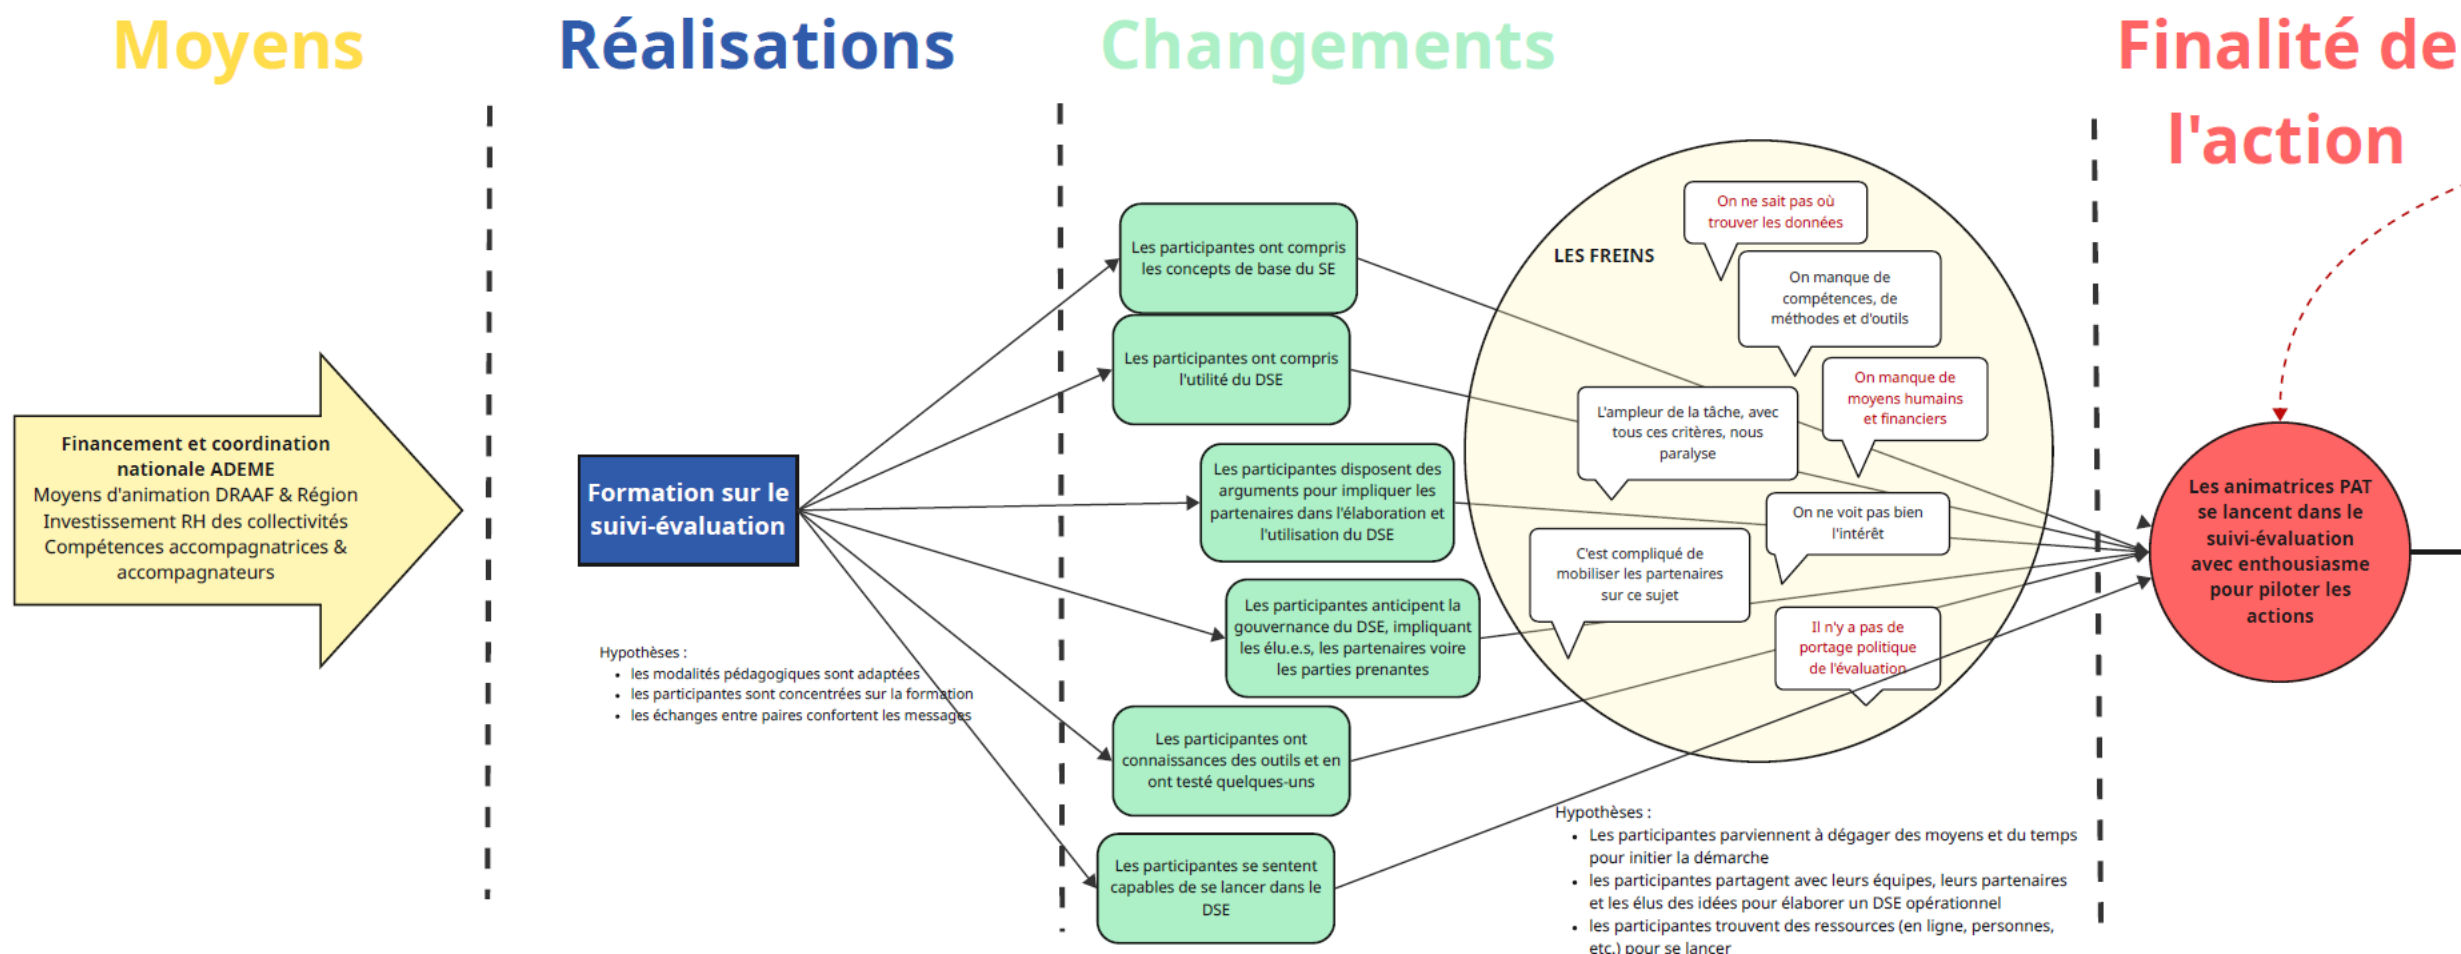 Moyens
Réalisations
Changements
Finalité de
l'action
Financement et coordination
nationale ADEME
Moyens d'animation DRAAF & Région
Investissement RH des collectivités
Compétences accompagnatrices &
accompagnateurs
Formation sur le
suivi-évaluation
Hypothèses :
• les modalités pédagogiques sont adaptées
• les participantes sont concentrées sur la formation
• les échanges entre paires confortent les messages
Les participantes ont compris
les concepts de base du SE
Les participantes ont compris
l'utilité du DSE
Les participantes disposent des
arguments pour impliquer les
partenaires dans l'élaboration et
l'utilisation du DSE
Les participantes anticipent la
gouvernance du DSE, impliquant
les élu.e.s, les partenaires voire
les parties prenantes
Les participantes ont
connaissances des outils et en
ont testé quelques-uns
Les participantes se sentent
capables de se lancer dans le
DSE
LES FREINS
On ne sait pas où
trouver les données
On manque de
compétences, de
méthodes et d'outils
On manque de
moyens humains
et financiers
L'ampleur de la tâche, avec
tous ces critères, nous
paralyse
On ne voit pas bien
l'intérêt
C'est compliqué de
mobiliser les partenaires
sur ce sujet
Il n'y a pas de
portage politique
de l'évaluation
Hypothèses :
• Les participantes parviennent à dégager des moyens et du temps
pour initier la démarche
• les participantes partagent avec leurs équipes, leurs partenaires
et les élus des idées pour élaborer un DSE opérationnel
• les participantes trouvent des ressources (en ligne, personnes,
etc.) pour se lancer
Les animatrices PAT
se lancent dans le
suivi-évaluation
avec enthousiasme
pour piloter les
actions